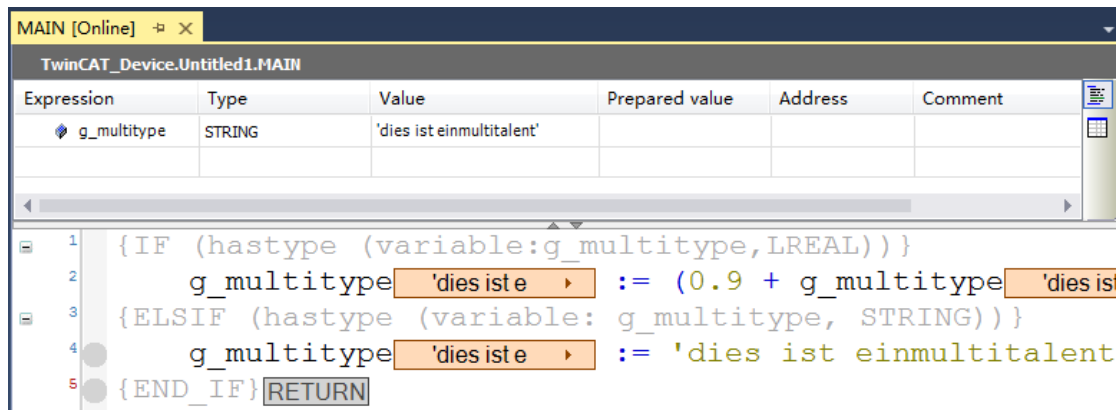 MAIN [Online]
TwinCAT_Device.Untitled1.MAIN
Expression Type Value Prepared value Address Comment
g_multitype STRING 'dies ist einmultitalent'
1 {IF (hastype (variable:g_multitype,LREAL))}
2 g_multitype 'dies ist e := (0.9 + g_multitype 'dies ist
3 {ELSIF (hastype (variable: g_multitype, STRING))}
4 g_multitype 'dies ist e := 'dies ist einmultitalent
5 {END_IF} RETURN